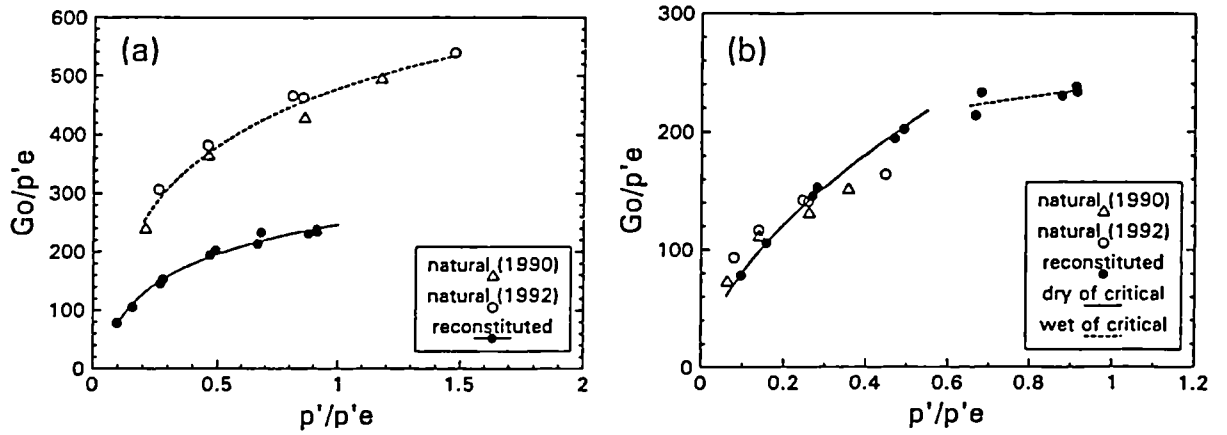 (a)
Go/p'e
600
500
400
300
200
100
0
0
0.5
1
1.5
2
p'/p'e
natural (1990)
natural (1992)
reconstituted
(b)
Go/p'e
300
200
100
0
0
0.2
0.4
0.6
0.8
1
1.2
p'/p'e
natural (1990)
natural (1992)
reconstituted
dry of critical
wet of critical